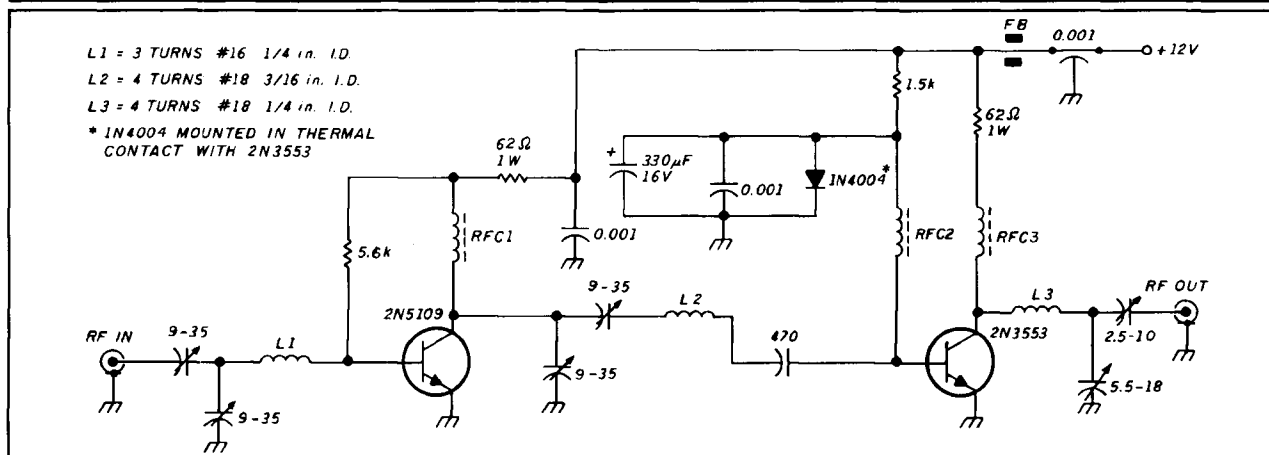 L1 = 3 TURNS #16 1/4 in. I.D.
L2 = 4 TURNS #18 3/16 in. I.D.
L3 = 4 TURNS #18 1/4 in. I.D.
* IN4004 MOUNTED IN THERMAL
CONTACT WITH 2N3553
FB
0.001
+12V
1.5k
62Ω
1W
62Ω
1W
+
330µF
16V
0.001
IN4004*
RFC1
0.001
RFC2
RFC3
5.6k
RF IN
9-35
L1
2N5109
9-35
L2
470
2N3553
L3
RF OUT
2.5-10
9-35
9-35
5.5-18